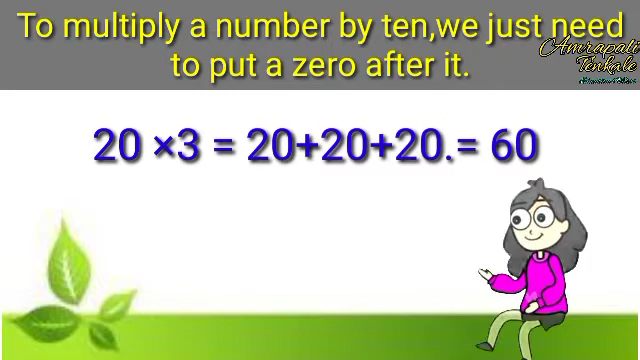 To multiply a number by ten,we just need
to put a zero after it.
Amrapali
Tenkale
20 ×3 = 20+20+20.= 60